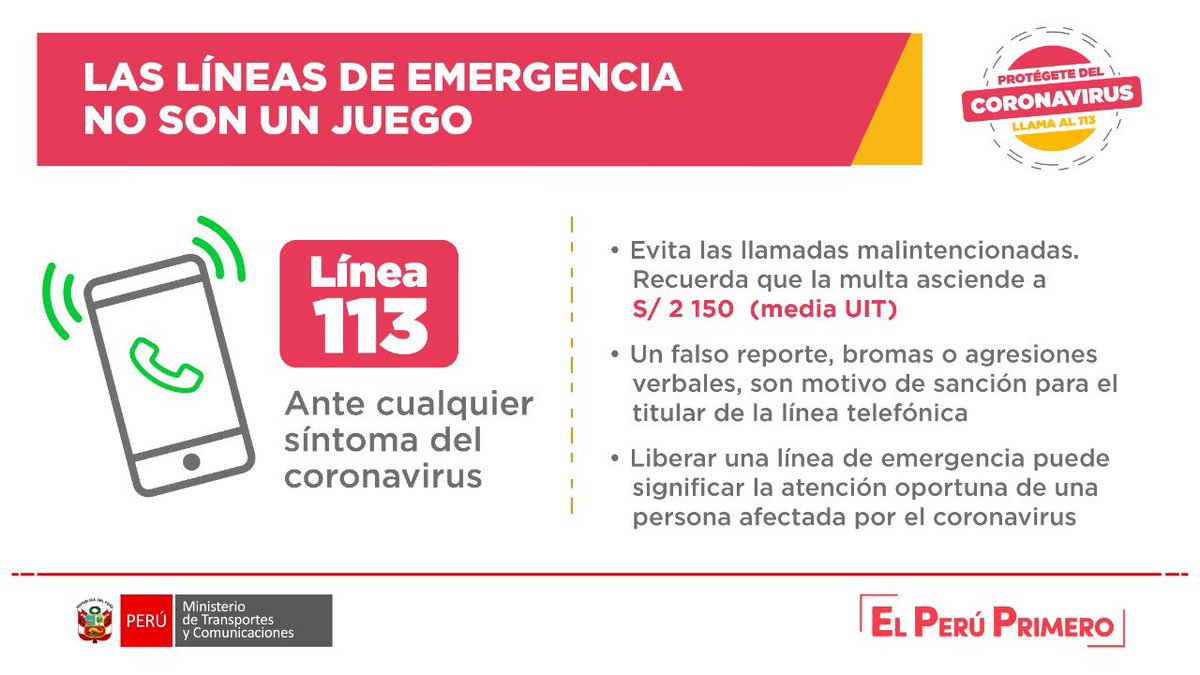 LAS LÍNEAS DE EMERGENCIA
NO SON UN JUEGO
PROTÉGETE DEL
CORONAVIRUS
LLAMA AL 113
Línea
113
Ante cualquier
síntoma del
coronavirus
• Evita las llamadas malintencionadas.
Recuerda que la multa asciende a
S/ 2 150 (media UIT)
• Un falso reporte, bromas o agresiones
verbales, son motivo de sanción para el
titular de la línea telefónica
• Liberar una línea de emergencia puede
significar la atención oportuna de una
persona afectada por el coronavirus
REPÚBLICA DEL PERÚ
PERÚ
Ministerio
de Transportes
y Comunicaciones
EL PERÚ PRIMERO